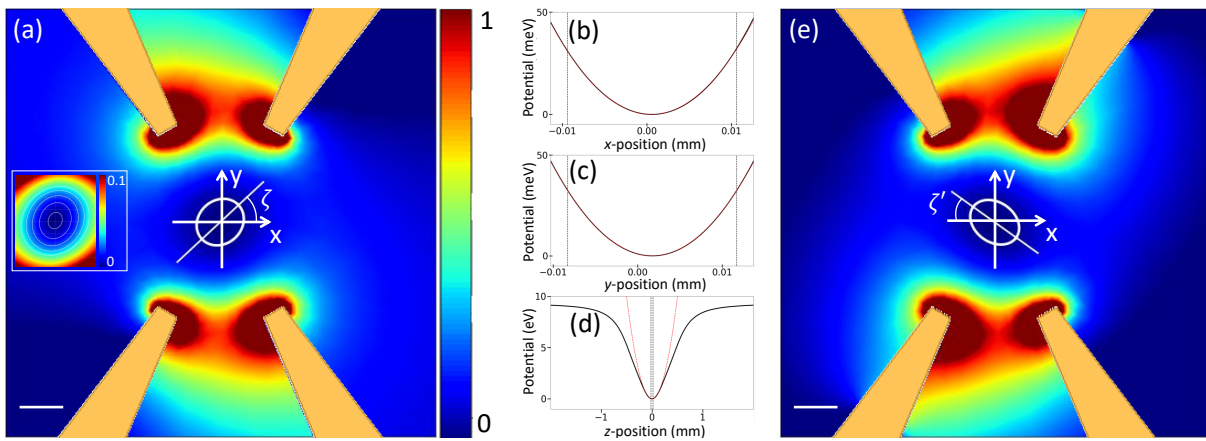 (a)
1
0
0.1
0
y
x
ζ
(b)
Potential (meV)
50
0
−0.01
0.00
0.01
x-position (mm)
(c)
Potential (meV)
50
0
−0.01
0.00
0.01
y-position (mm)
(d)
Potential (eV)
10
5
0
−1
0
1
z-position (mm)
(e)
y
x
ζ′